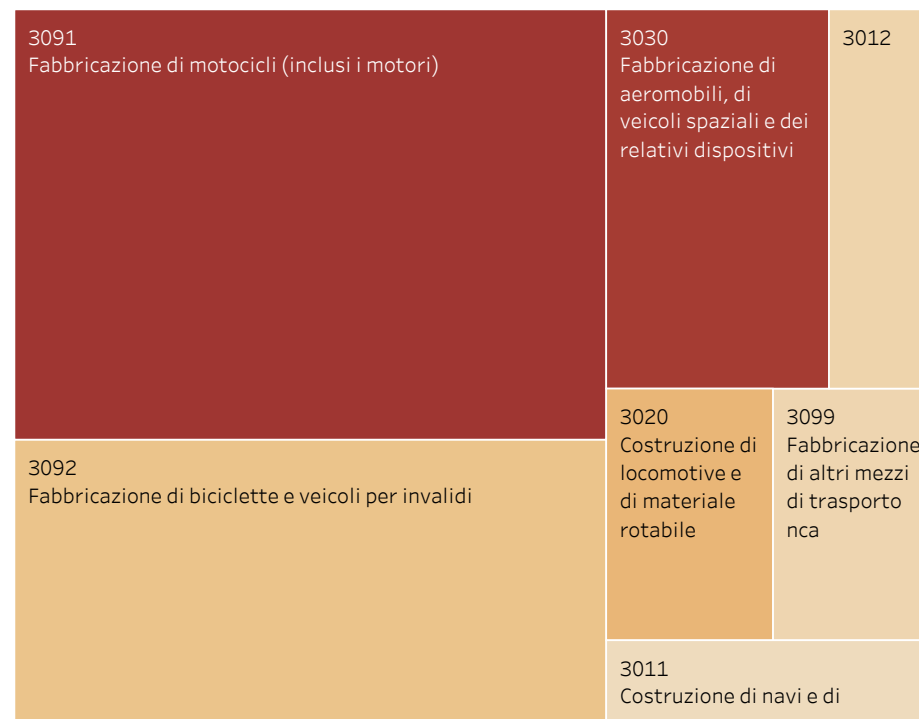 3091
Fabbricazione di motocicli (inclusi i motori)
3030
Fabbricazione di
aeromobili, di
veicoli spaziali e dei
relativi dispositivi
3012
3092
Fabbricazione di biciclette e veicoli per invalidi
3020
Costruzione di
locomotive e
di materiale
rotabile
3099
Fabbricazione
di altri mezzi
di trasporto
nca
3011
Costruzione di navi e di